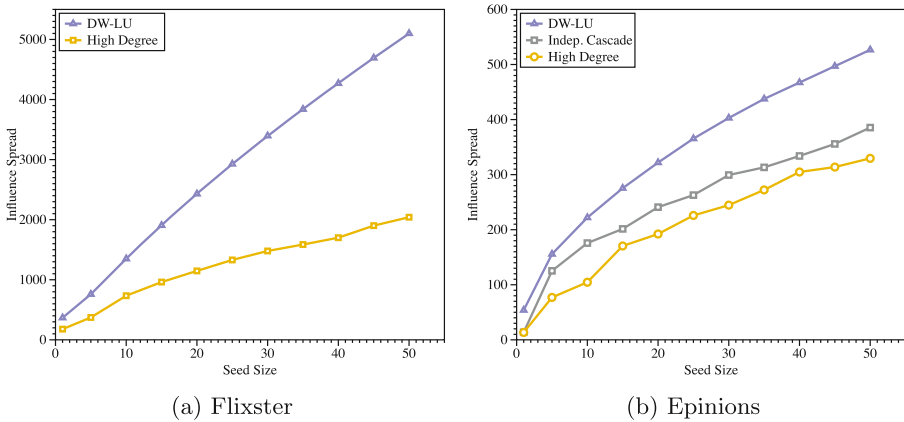 DW-LU
High Degree
Influence Spread
5000
4000
3000
2000
1000
0
0 10 20 30 40 50
Seed Size
(a) Flixster
DW-LU
Indep. Cascade
High Degree
Influence Spread
600
500
400
300
200
100
0
0 10 20 30 40 50
Seed Size
(b) Epinions